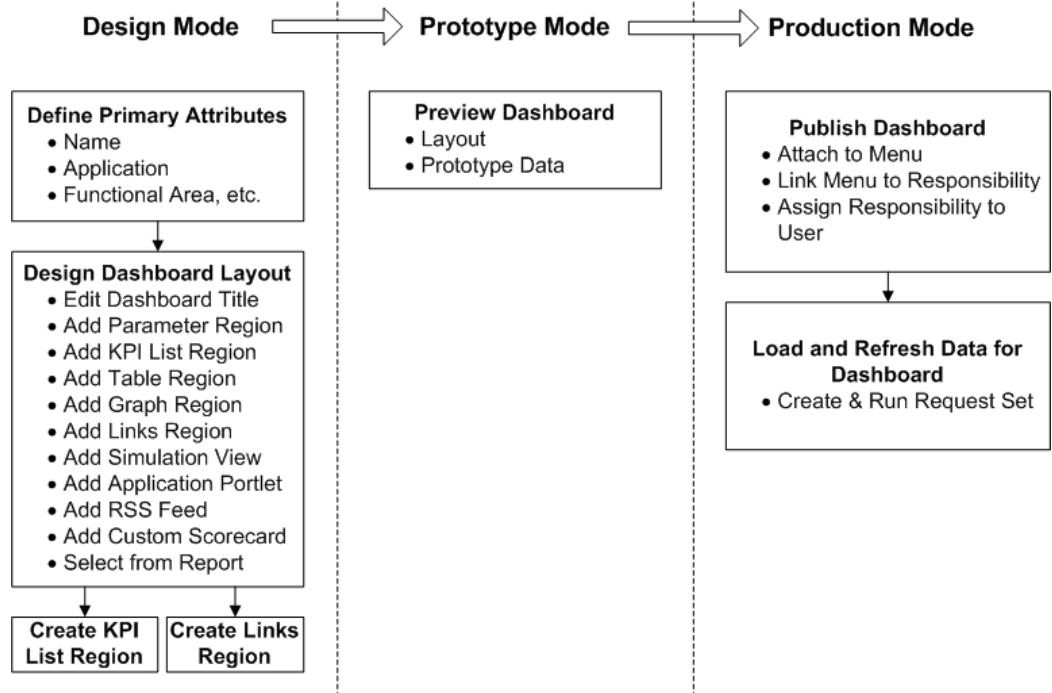 Design Mode
Prototype Mode
Production Mode
Define Primary Attributes
• Name
• Application
• Functional Area, etc.
Design Dashboard Layout
• Edit Dashboard Title
• Add Parameter Region
• Add KPI List Region
• Add Table Region
• Add Graph Region
• Add Links Region
• Add Simulation View
• Add Application Portlet
• Add RSS Feed
• Add Custom Scorecard
• Select from Report
Create KPI
List Region
Create Links
Region
Preview Dashboard
• Layout
• Prototype Data
Publish Dashboard
• Attach to Menu
• Link Menu to Responsibility
• Assign Responsibility to
User
Load and Refresh Data for
Dashboard
• Create & Run Request Set